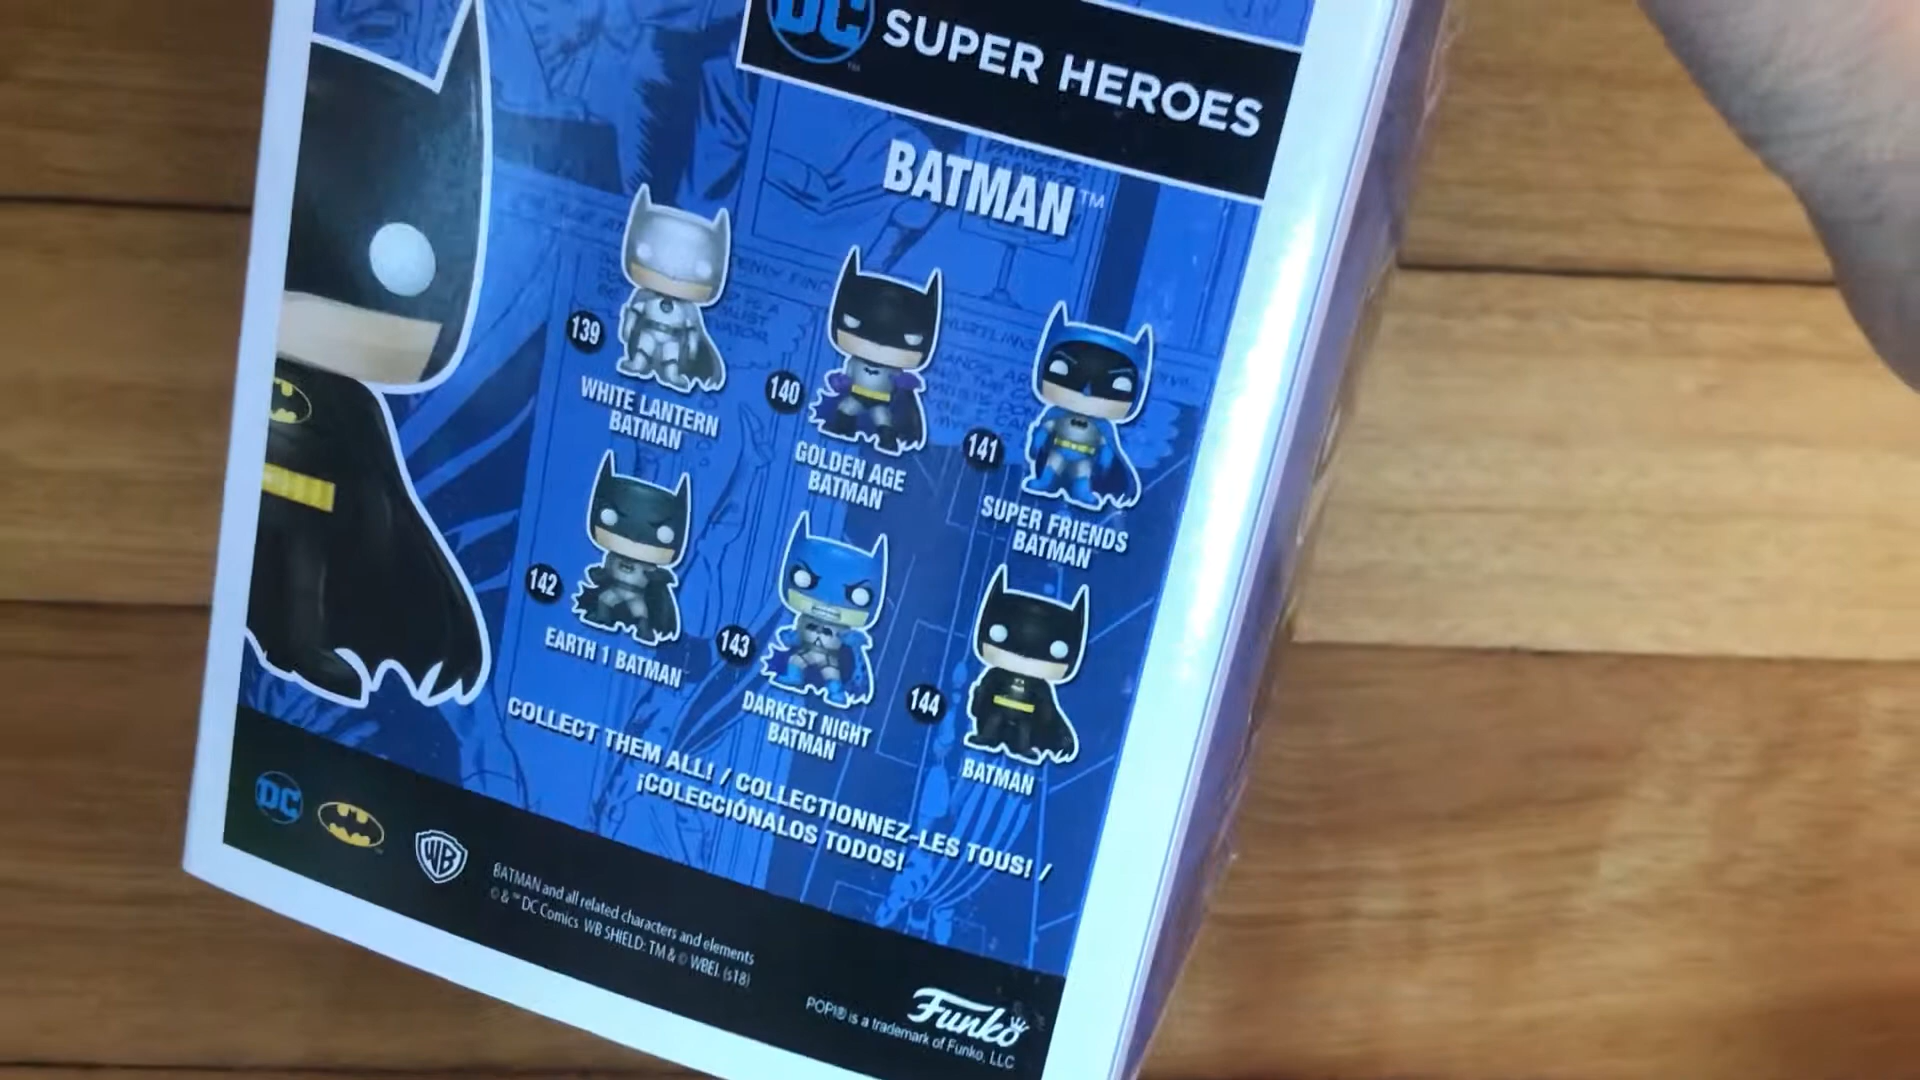 DC
SUPER HEROES
BATMAN™
139
WHITE LANTERN
BATMAN
140
GOLDEN AGE
BATMAN
141
SUPER FRIENDS
BATMAN
142
EARTH 1 BATMAN
143
DARKEST NIGHT
BATMAN
144
BATMAN
COLLECT THEM ALL! / COLLECTIONNEZ-LES TOUS! /
¡COLECCIÓNALOS TODOS!
DC
WB
BATMAN and all related characters and elements
© & ™ DC Comics. WB SHIELD: TM & © WBEI. (s18)
Funko
POP!® is a trademark of Funko, LLC